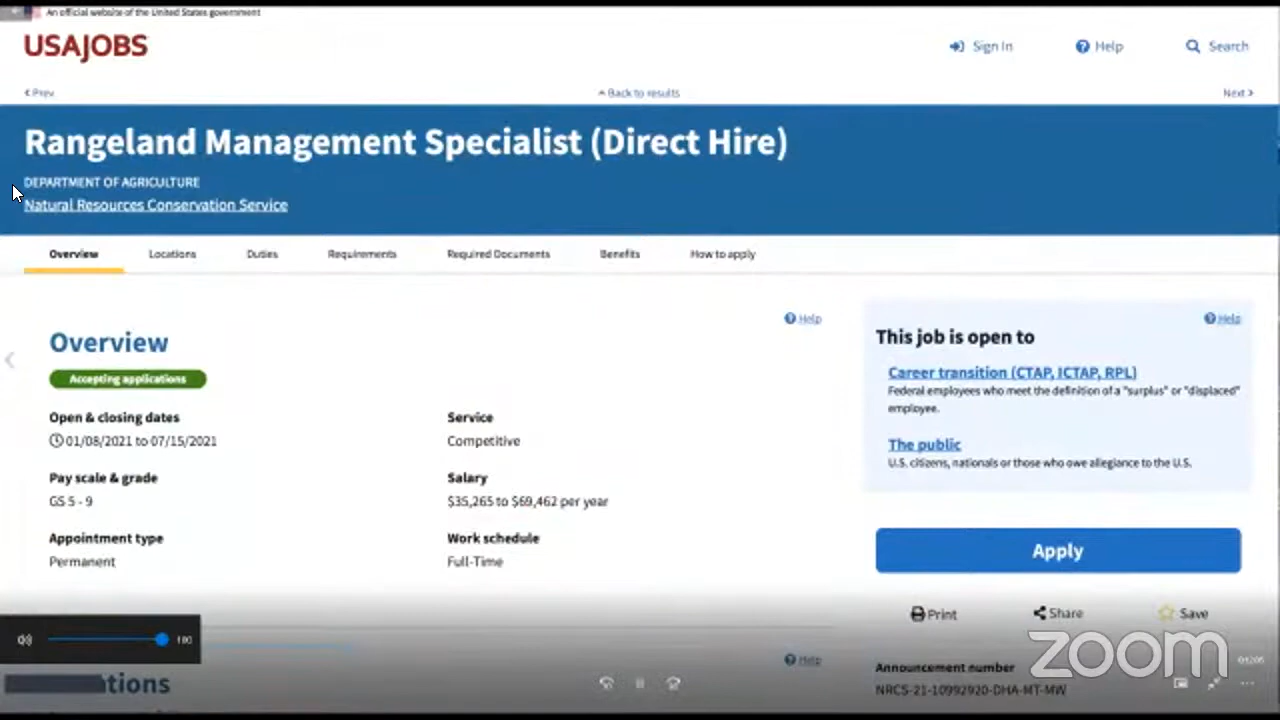 An official website of the United States government
USAJOBS
Sign In
Help
Search
Prev
Back to results
Next
Rangeland Management Specialist (Direct Hire)
DEPARTMENT OF AGRICULTURE
Natural Resources Conservation Service
Overview
Locations
Duties
Requirements
Required Documents
Benefits
How to apply
Help
Overview
Accepting applications
Open & closing dates
01/08/2021 to 07/15/2021
Service
Competitive
Pay scale & grade
GS 5 - 9
Salary
$35,265 to $69,462 per year
Appointment type
Permanent
Work schedule
Full-Time
Help
This job is open to
Career transition (CTAP, ICTAP, RPL)
Federal employees who meet the definition of a "surplus" or "displaced"
employee.
The public
U.S. citizens, nationals or those who owe allegiance to the U.S.
Apply
Print
Share
Save
100
tions
Help
Announcement number
NRCS-21-10992920-DHA-MT-MW
zoom